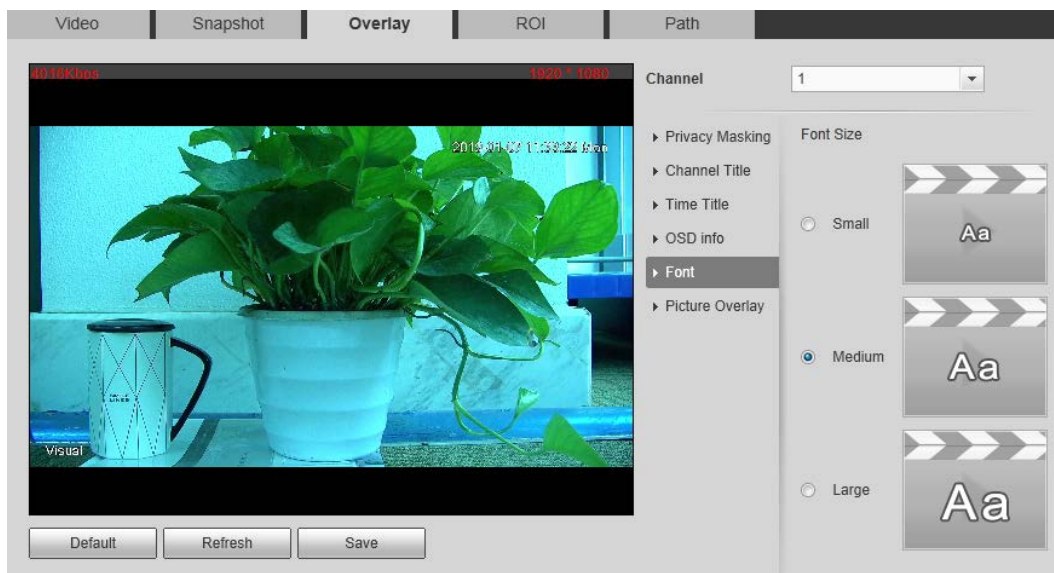 Video Snapshot Overlay ROI Path
4016Kbps 1920 * 1080
Channel 1
Privacy Masking
Channel Title
Time Title
OSD info
Font
Picture Overlay
Font Size
Small
Aa
Medium
Aa
Large
Aa
Mon
Visual
Default Refresh Save